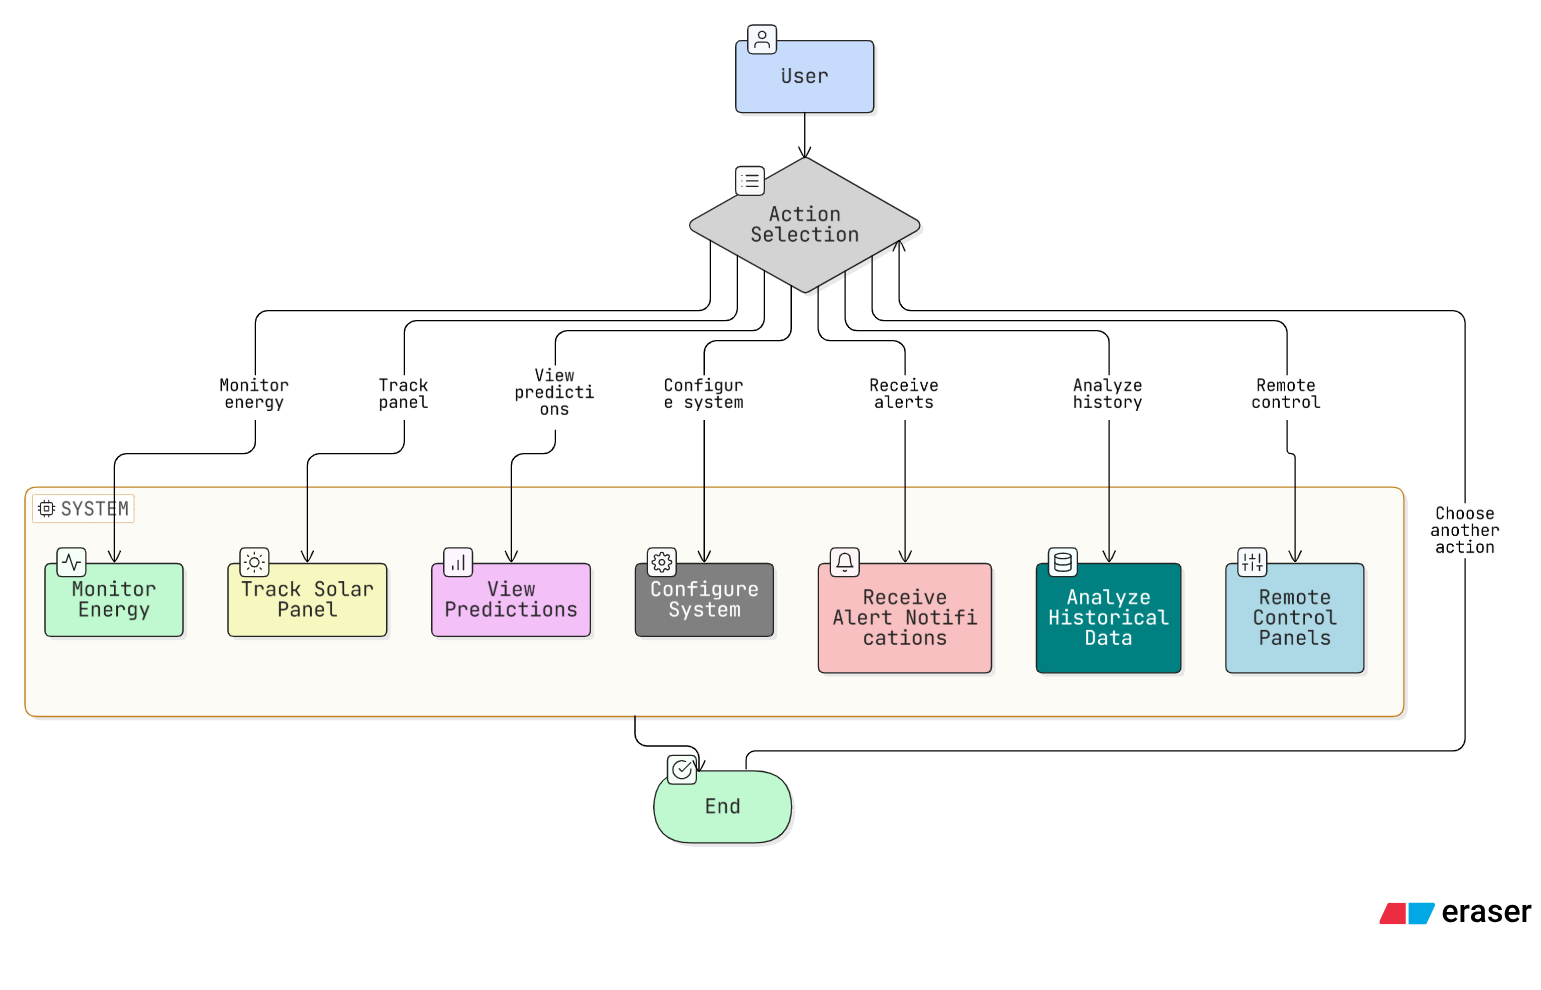 User
Action
Selection
Monitor
energy
Track
panel
View
predicti
ons
Configur
e system
Receive
alerts
Analyze
history
Remote
control
SYSTEM
Choose
another
action
Monitor
Energy
Track Solar
Panel
View
Predictions
Configure
System
Receive
Alert Notifi
cations
Analyze
Historical
Data
Remote
Control
Panels
End
eraser